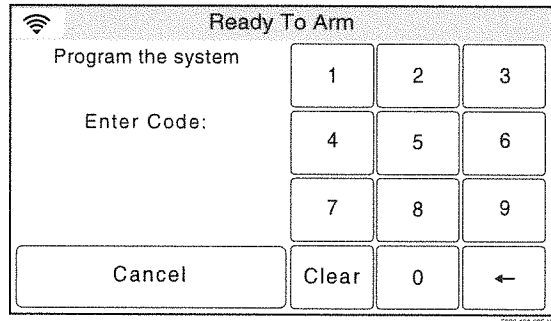 Ready To Arm
Program the system
Enter Code:
1 2 3
4 5 6
7 8 9
Cancel Clear 0 ←